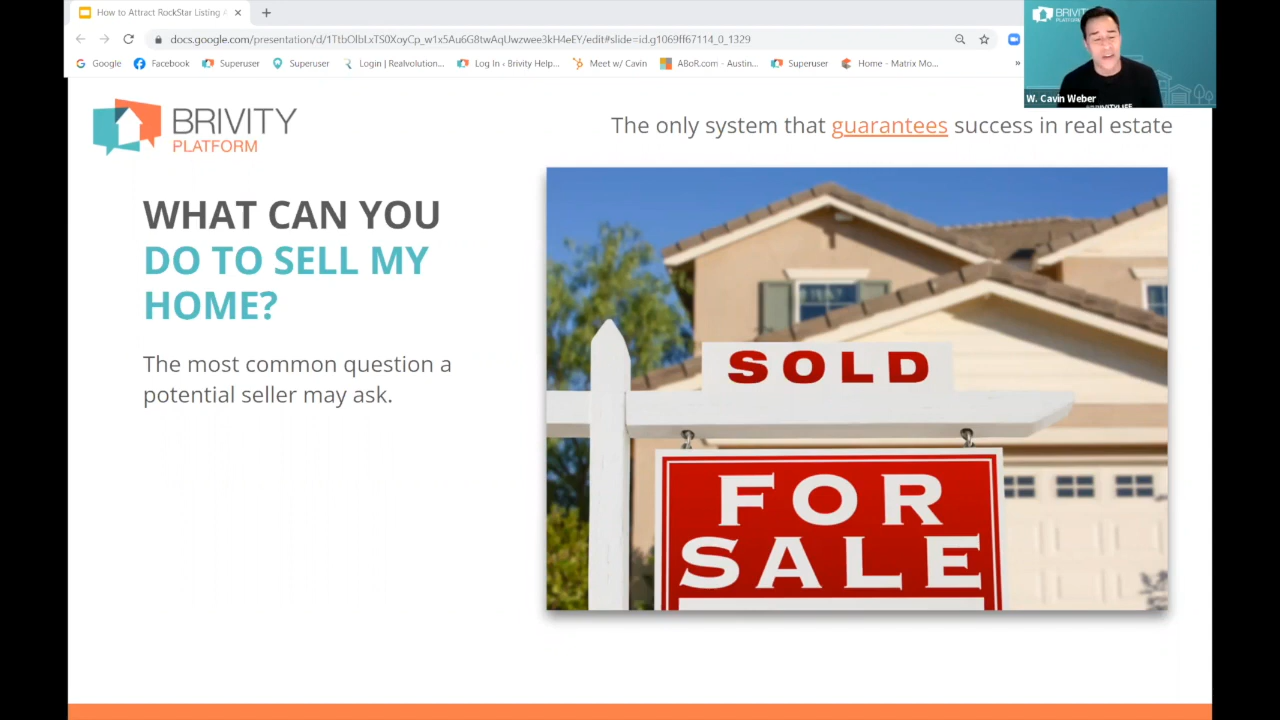 How to Attract RockStar Listing
docs.google.com/presentation/d/
/edit#slide=id.g1069ff67114_0_1329
Google
Facebook
Superuser
Superuser
Login | Realvolution...
Log In ‹ Brivity Help...
Meet w/ Cavin
ABoR.com - Austin...
Superuser
Home - Matrix Mo...
»
BRIVITY
PLATFORM
W. Cavin Weber
BRIVITY
PLATFORM
The only system that guarantees success in real estate
WHAT CAN YOU
DO TO SELL MY
HOME?
The most common question a
potential seller may ask.
SOLD
FOR
SALE